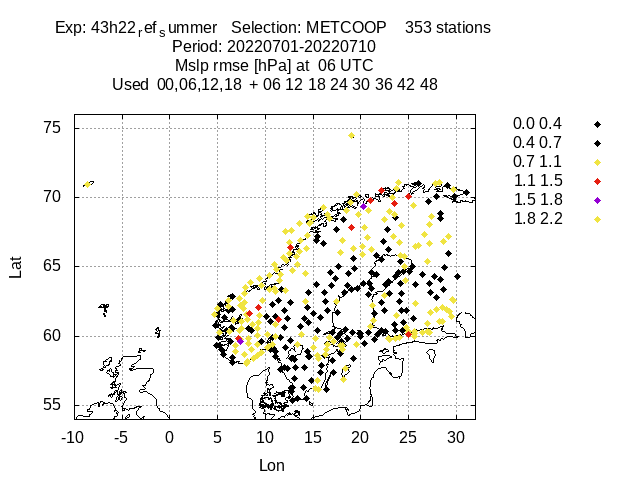 Exp: 43h22refsummer Selection: METCOOP 353 stations
Period: 20220701-20220710
Mslp rmse [hPa] at 06 UTC
Used 00,06,12,18 + 06 12 18 24 30 36 42 48
0.0 0.4
0.4 0.7
0.7 1.1
1.1 1.5
1.5 1.8
1.8 2.2
75
70
65
60
55
Lat
-10 -5 0 5 10 15 20 25 30
Lon